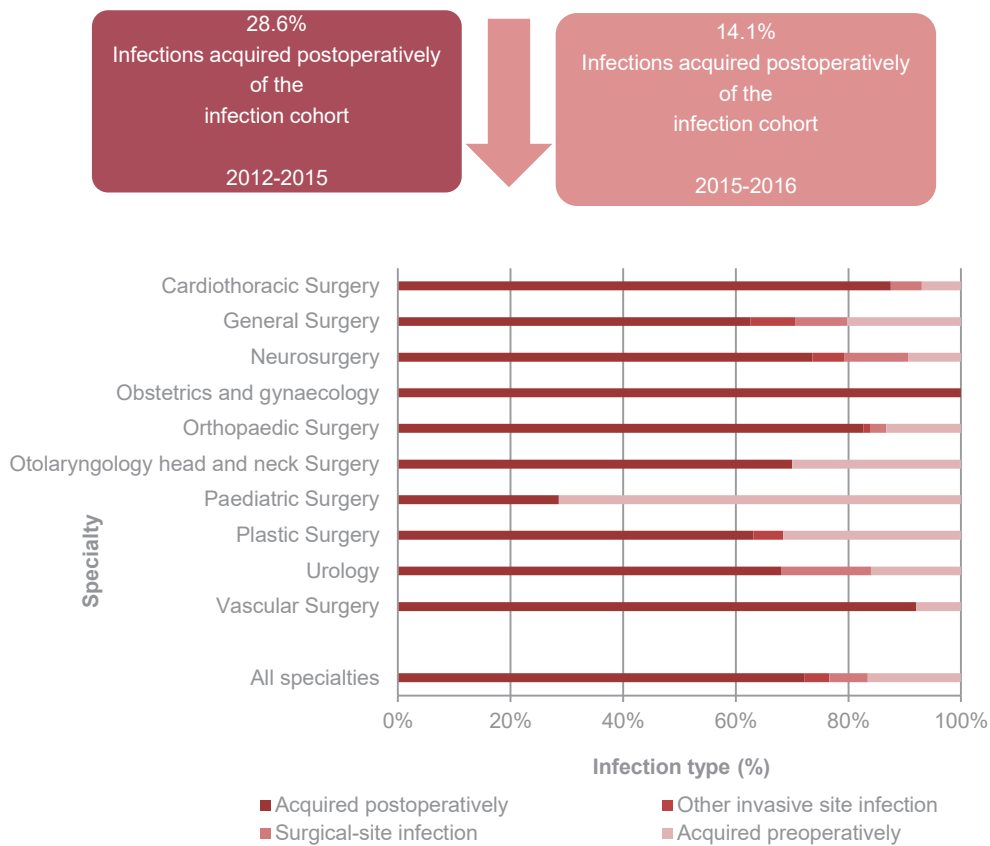 28.6%
Infections acquired postoperatively
of the
infection cohort
2012-2015
14.1%
Infections acquired postoperatively
of the
infection cohort
2015-2016
Specialty
Cardiothoracic Surgery
General Surgery
Neurosurgery
Obstetrics and gynaecology
Orthopaedic Surgery
Otolaryngology head and neck Surgery
Paediatric Surgery
Plastic Surgery
Urology
Vascular Surgery
All specialties
0% 20% 40% 60% 80% 100%
Infection type (%)
Acquired postoperatively Other invasive site infection
Surgical-site infection Acquired preoperatively